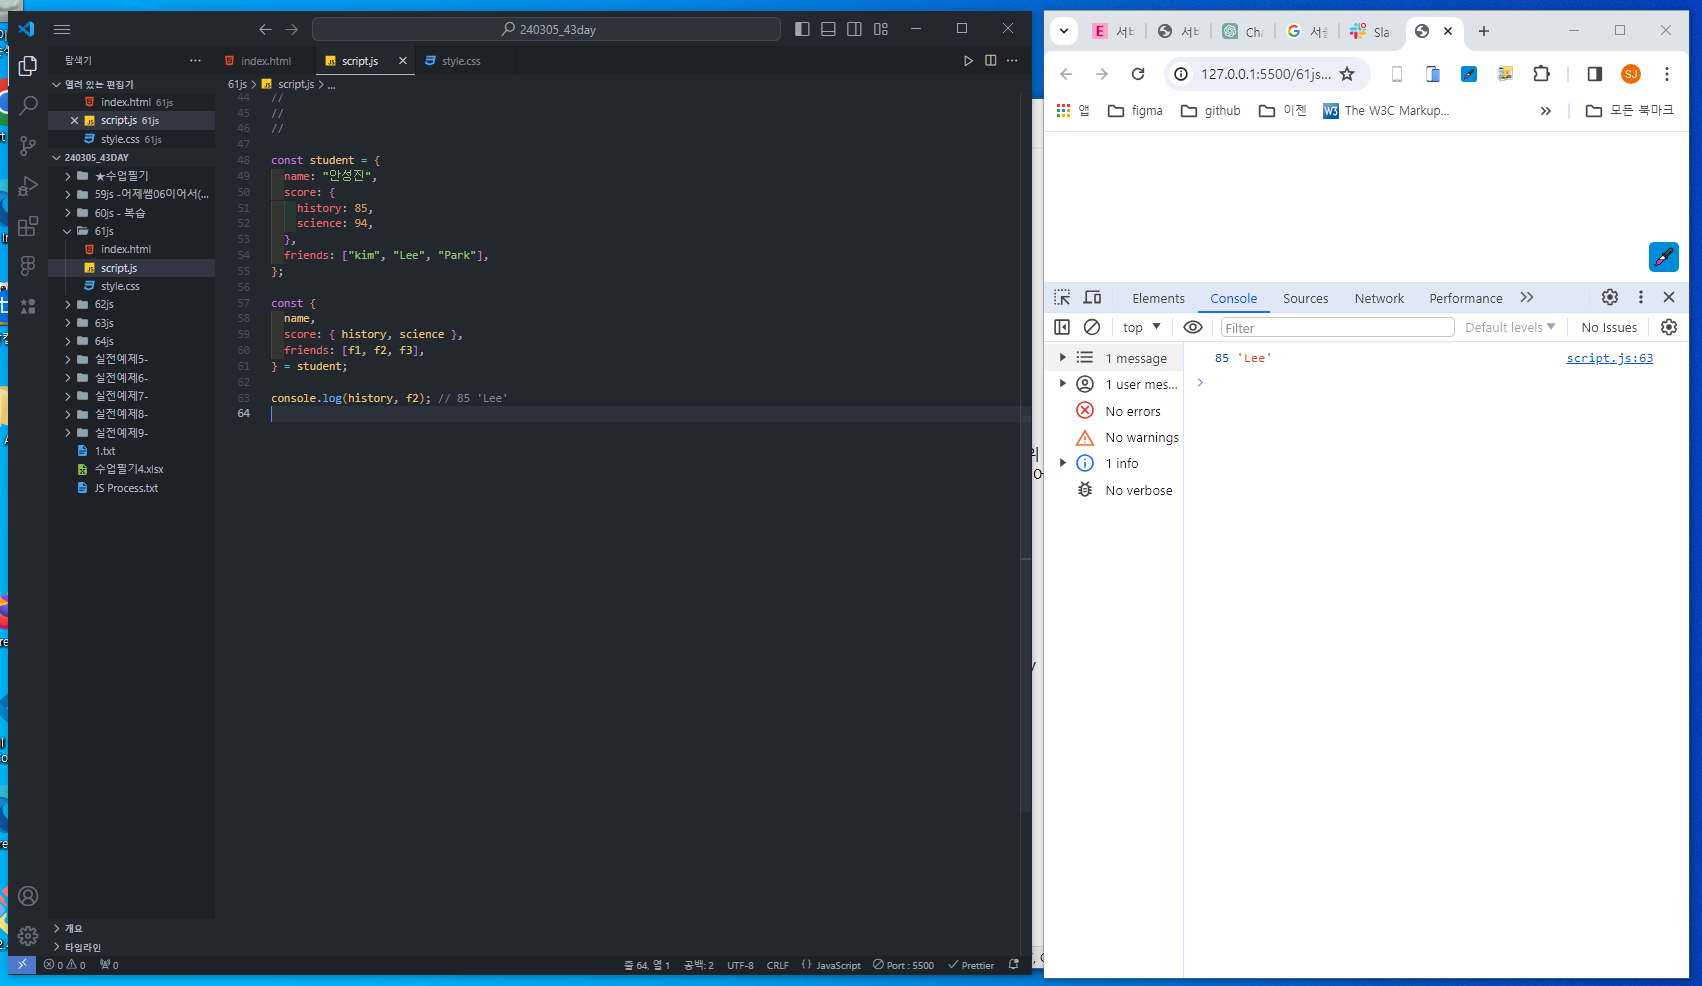 240305_43day
탐색기
index.html
script.js
style.css
열려 있는 편집기
index.html 61js
script.js 61js
style.css 61js
240305_43DAY
★수업필기
59js -어제쌤06이어서(...
60js - 복습
61js
index.html
script.js
style.css
62js
63js
64js
실전예제5-
실전예제6-
실전예제7-
실전예제8-
실전예제9-
1.txt
수업필기4.xlsx
JS Process.txt
개요
타임라인
61js > script.js > ...
44 //
45 //
46 //
47
48 const student = {
49 name: "안성진",
50 score: {
51 history: 85,
52 science: 94,
53 },
54 friends: ["kim", "Lee", "Park"],
55 };
56
57 const {
58 name,
59 score: { history, science },
60 friends: [f1, f2, f3],
61 } = student;
62
63 console.log(history, f2); // 85 'Lee'
64
0 0 0
줄 64, 열 1 공백: 2 UTF-8 CRLF {} JavaScript Port : 5500 Prettier
E 서비
서비
Cha
서울
Sla
127.0.0.1:5500/61js...
SJ
앱 figma github 이젠 W3 The W3C Markup... » 모든 북마크
Elements Console Sources Network Performance
top Filter Default levels No Issues
1 message
1 user mes...
No errors
No warnings
1 info
No verbose
85 'Lee' script.js:63